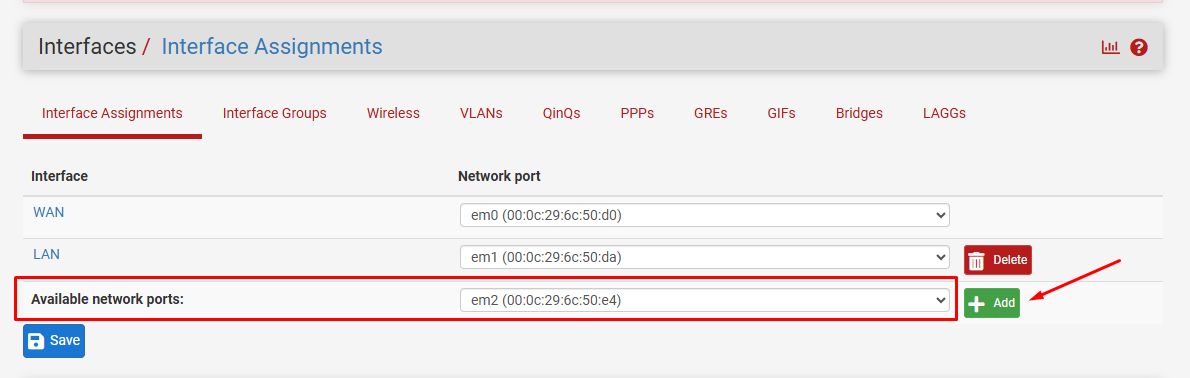 Interfaces / Interface Assignments
Interface Assignments Interface Groups Wireless VLANs QinQs PPPs GREs GIFs Bridges LAGGs
Interface Network port
WAN em0 (00:0c:29:6c:50:d0)
LAN em1 (00:0c:29:6c:50:da) Delete
Available network ports: em2 (00:0c:29:6c:50:e4) Add
Save